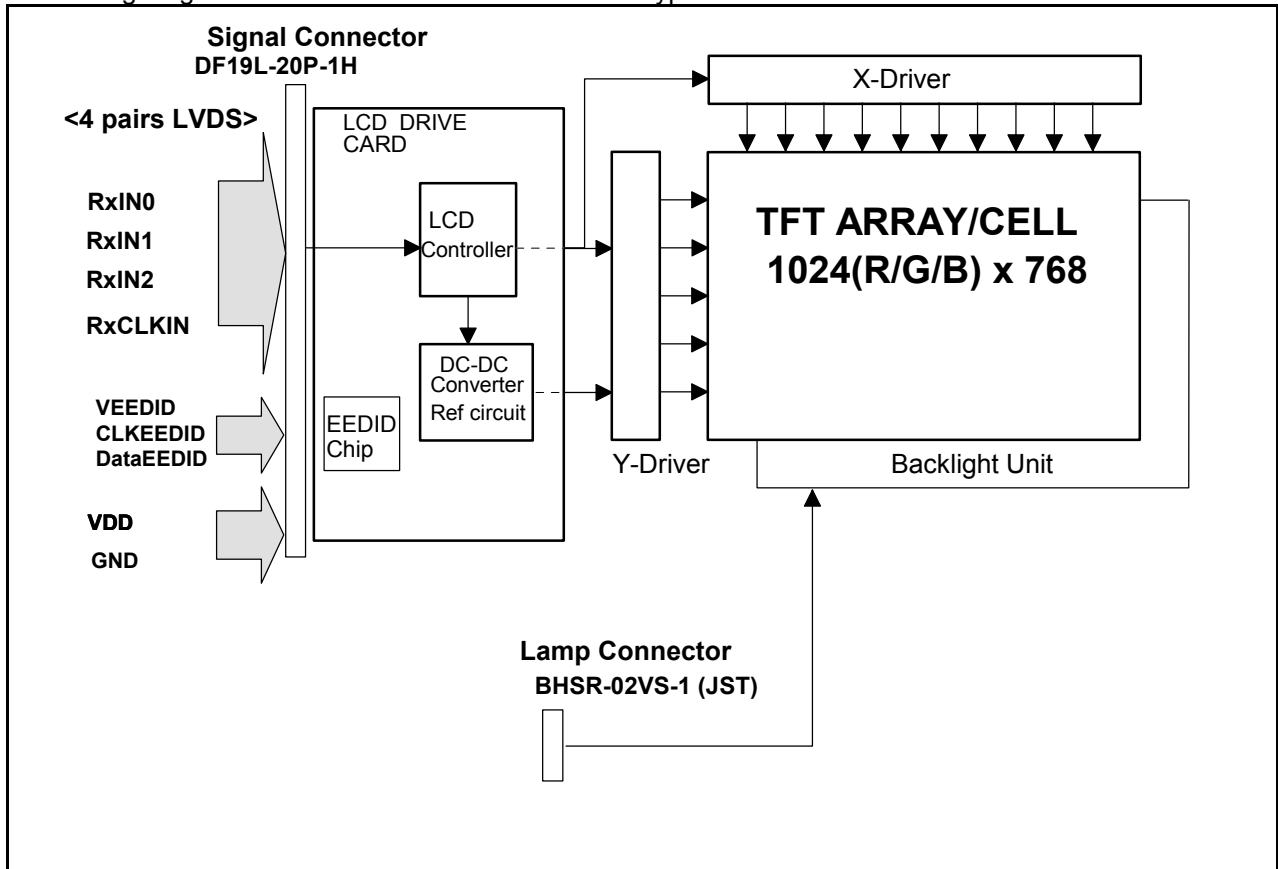 Signal Connector
DF19L-20P-1H
<4 pairs LVDS>
RxIN0
RxIN1
RxIN2
RxCLKIN
VEEDID
CLKEEDID
DataEEDID
VDD
GND
LCD DRIVE
CARD
LCD
Controller
DC-DC
Converter
Ref circuit
EEDID
Chip
X-Driver
Y-Driver
TFT ARRAY/CELL
1024(R/G/B) x 768
Backlight Unit
Lamp Connector
BHSR-02VS-1 (JST)